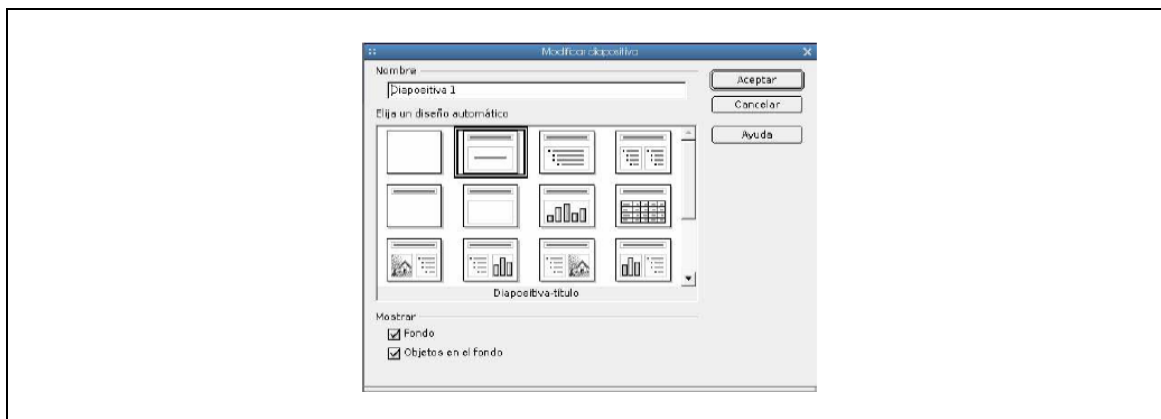 Modificar diapositiva
Nombre
Diapositiva 1
Elija un diseño automático
Diapositiva-título
Mostrar
Fondo
Objetos en el fondo
Aceptar
Cancelar
Ayuda